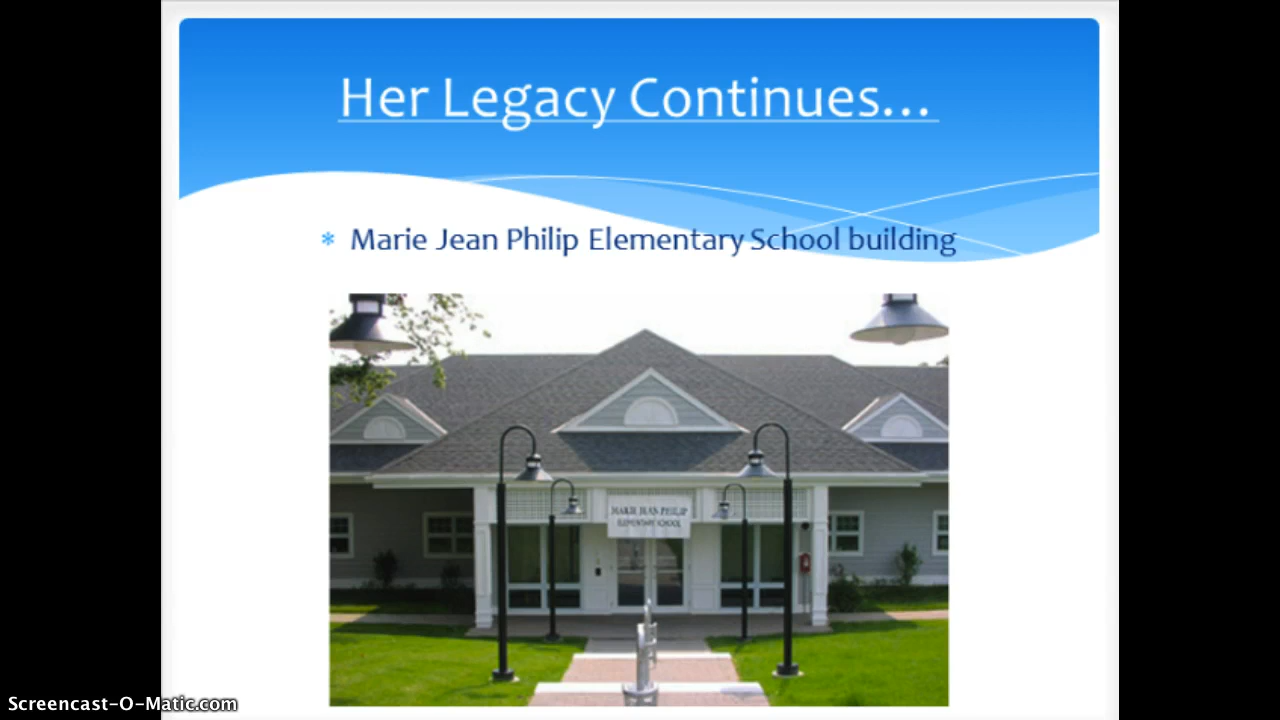 Her Legacy Continues...
* Marie Jean Philip Elementary School building
MARIE JEAN PHILIP
ELEMENTARY SCHOOL
Screencast-O-Matic.com